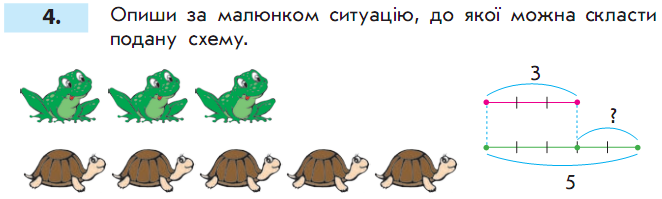 4. Опиши за малюнком ситуацію, до якої можна скласти
подану схему.
3
?
5